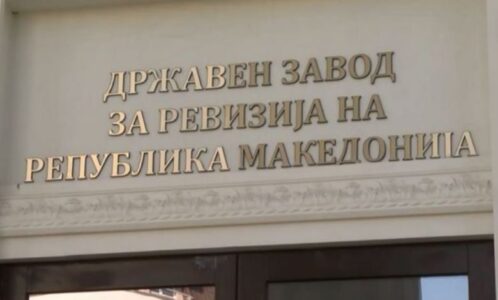 ДРЖАВЕН ЗАВОД
ЗА РЕВИЗИЈА НА
РЕПУБЛИКА МАКЕДОНИЈА